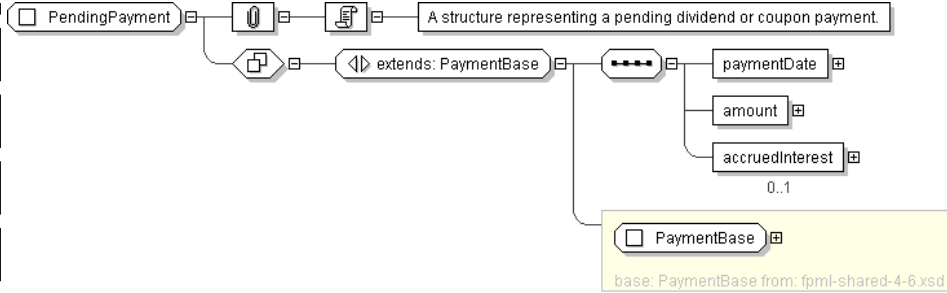 PendingPayment
A structure representing a pending dividend or coupon payment.
extends: PaymentBase
paymentDate
amount
accruedInterest
0..1
PaymentBase
base: PaymentBase from: fpml-shared-4-6.xsd